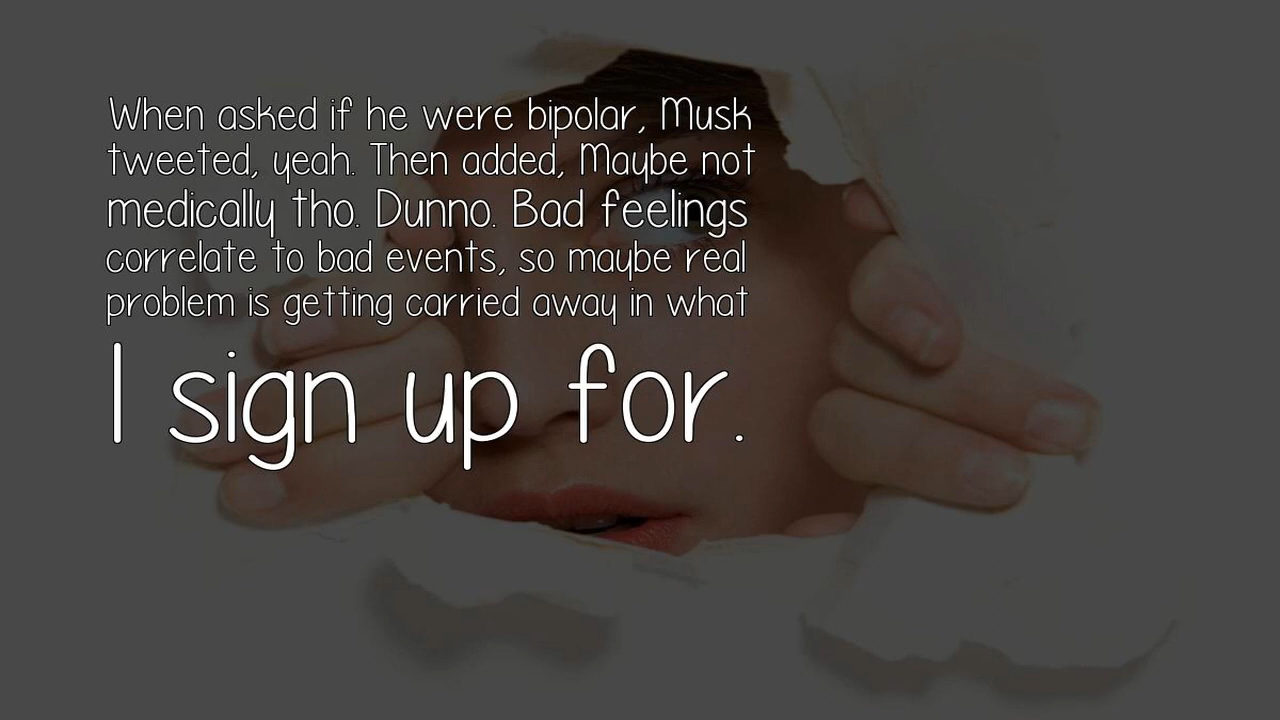 When asked if he were bipolar, Musk
tweeted, yeah. Then added, Maybe not
medically tho. Dunno. Bad feelings
correlate to bad events, so maybe real
problem is getting carried away in what
I sign up for.